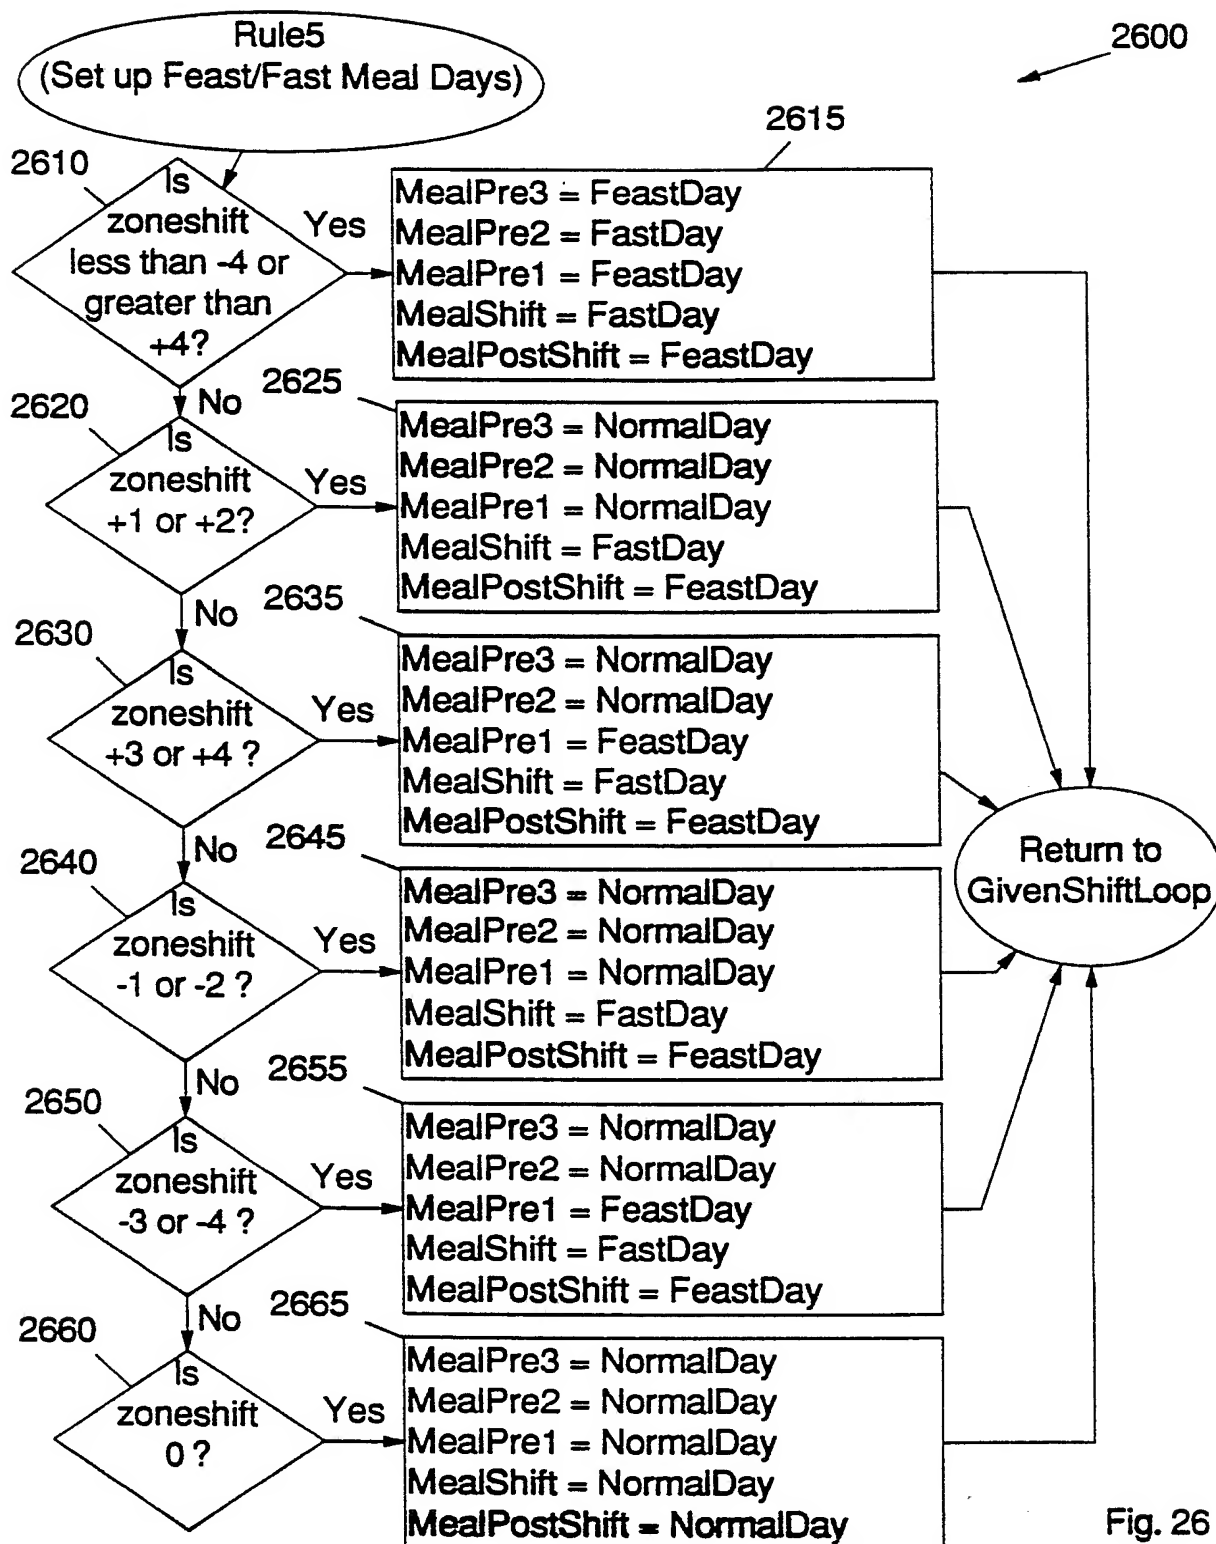 Rule5
(Set up Feast/Fast Meal Days)
2600
2610
Is
zoneshift
less than -4 or
greater than
+4?
Yes
No
2615
MealPre3 = FeastDay
MealPre2 = FastDay
MealPre1 = FeastDay
MealShift = FastDay
MealPostShift = FeastDay
2620
Is
zoneshift
+1 or +2?
Yes
No
2625
MealPre3 = NormalDay
MealPre2 = NormalDay
MealPre1 = NormalDay
MealShift = FastDay
MealPostShift = FeastDay
2630
Is
zoneshift
+3 or +4 ?
Yes
No
2635
MealPre3 = NormalDay
MealPre2 = NormalDay
MealPre1 = FeastDay
MealShift = FastDay
MealPostShift = FeastDay
2640
Is
zoneshift
-1 or -2 ?
Yes
No
2645
MealPre3 = NormalDay
MealPre2 = NormalDay
MealPre1 = NormalDay
MealShift = FastDay
MealPostShift = FeastDay
2650
Is
zoneshift
-3 or -4 ?
Yes
No
2655
MealPre3 = NormalDay
MealPre2 = NormalDay
MealPre1 = FeastDay
MealShift = FastDay
MealPostShift = FeastDay
2660
Is
zoneshift
0 ?
Yes
2665
MealPre3 = NormalDay
MealPre2 = NormalDay
MealPre1 = NormalDay
MealShift = NormalDay
MealPostShift = NormalDay
Return to
GivenShiftLoop
Fig. 26